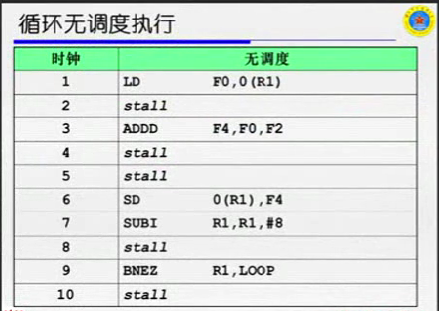 循环无调度执行
时钟 无调度
1 LD F0,0(R1)
2 stall
3 ADDD F4,F0,F2
4 stall
5 stall
6 SD 0(R1),F4
7 SUBI R1,R1,#8
8 stall
9 BNEZ R1,LOOP
10 stall